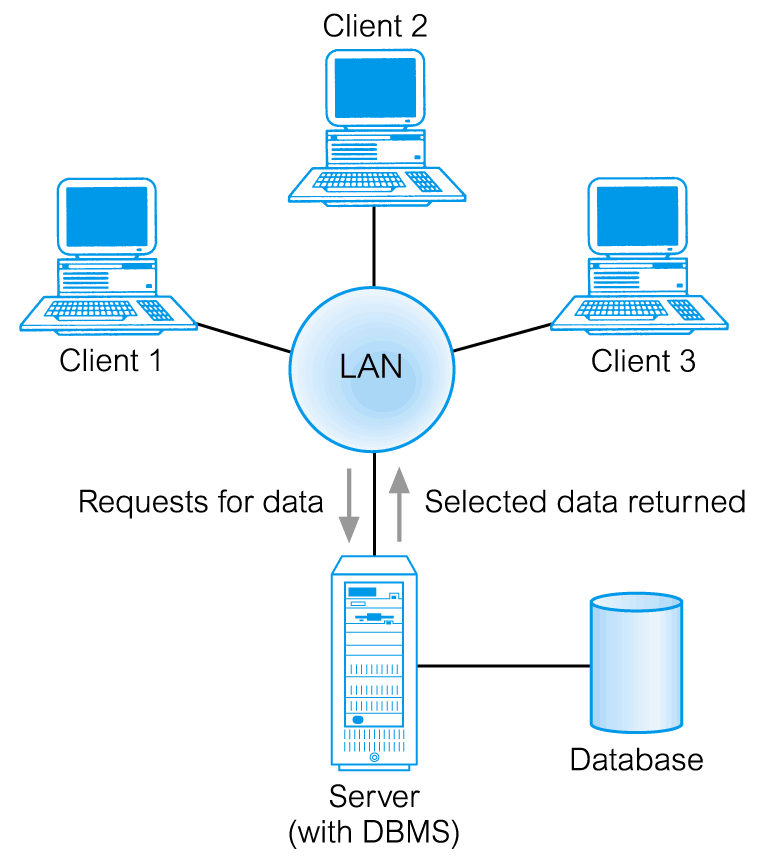 Client 2
Client 1
Client 3
LAN
Requests for data
Selected data returned
Database
Server
(with DBMS)